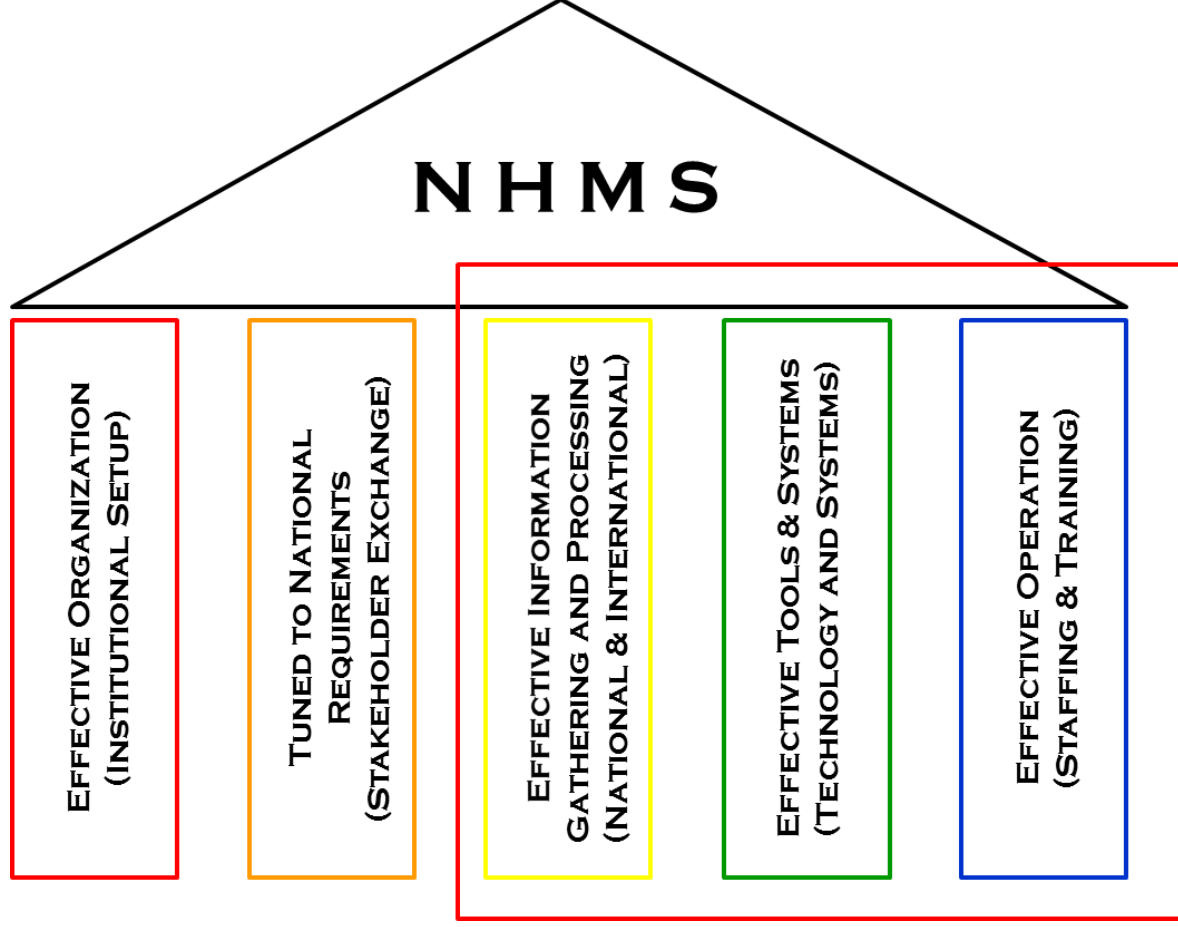 N H M S
Effective Organization
(Institutional Setup)
Tuned to National
Requirements
(Stakeholder Exchange)
Effective Information
Gathering and Processing
(National & International)
Effective Tools & Systems
(Technology and Systems)
Effective Operation
(Staffing & Training)